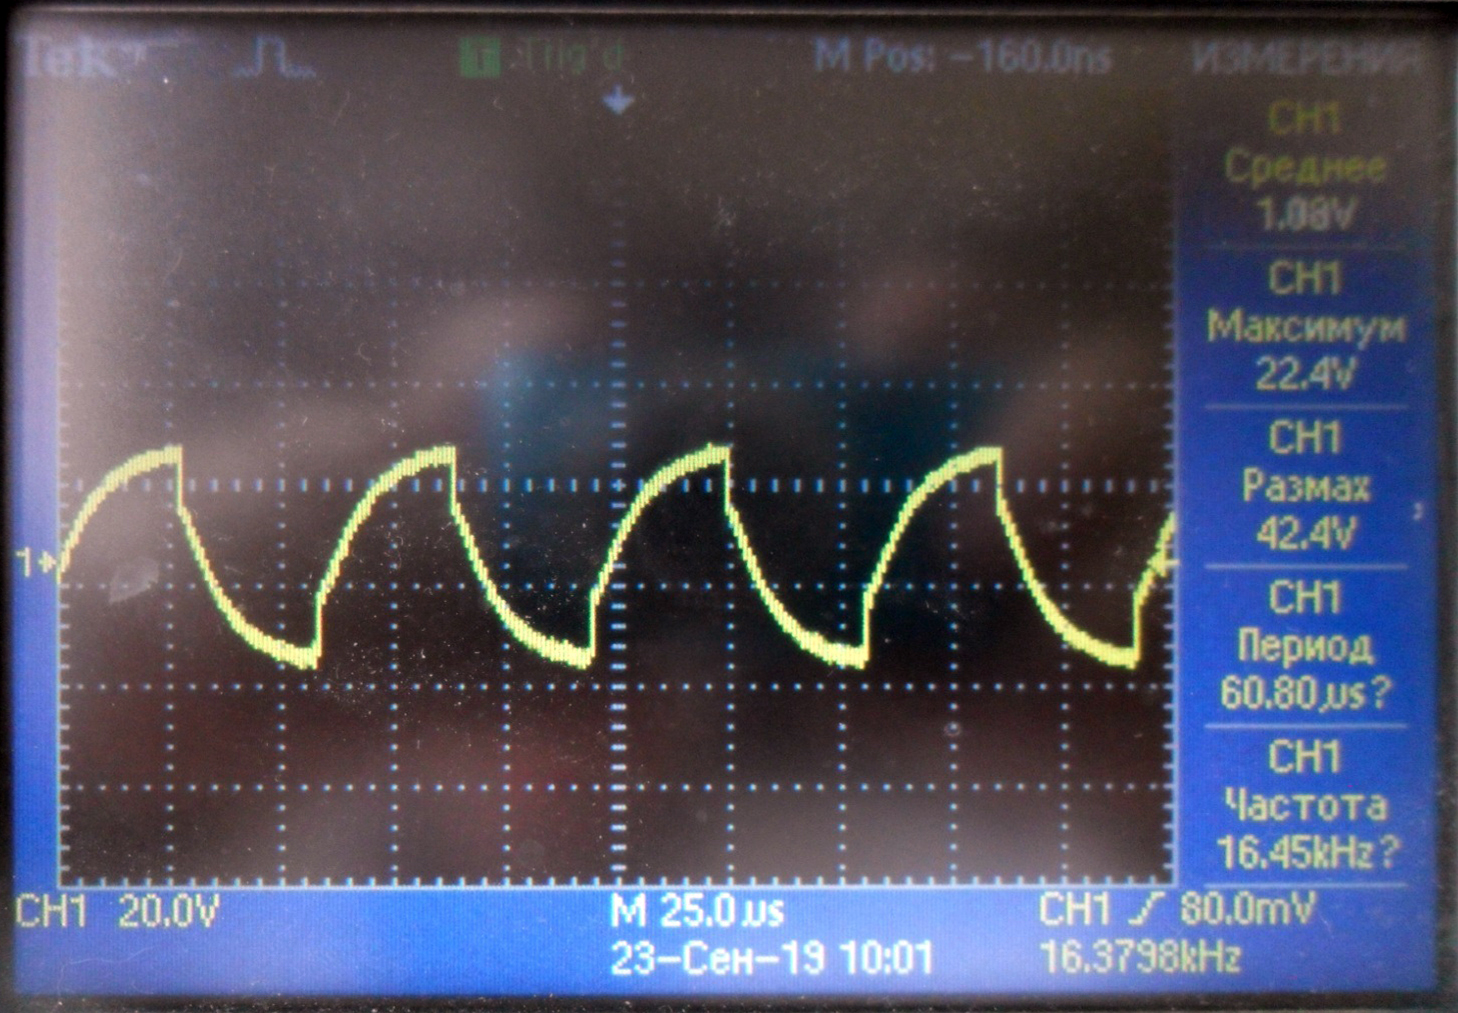 Tek T Trig'd M Pos: -160.0ns ИЗМЕРЕНИЯ
CH1
Среднее
1.08V
CH1
Максимум
22.4V
CH1
Размах
42.4V
CH1
Период
60.80µs?
CH1
Частота
16.45kHz?
1
CH1 20.0V M 25.0µs CH1 80.0mV
23-Сен-19 10:01 16.3798kHz